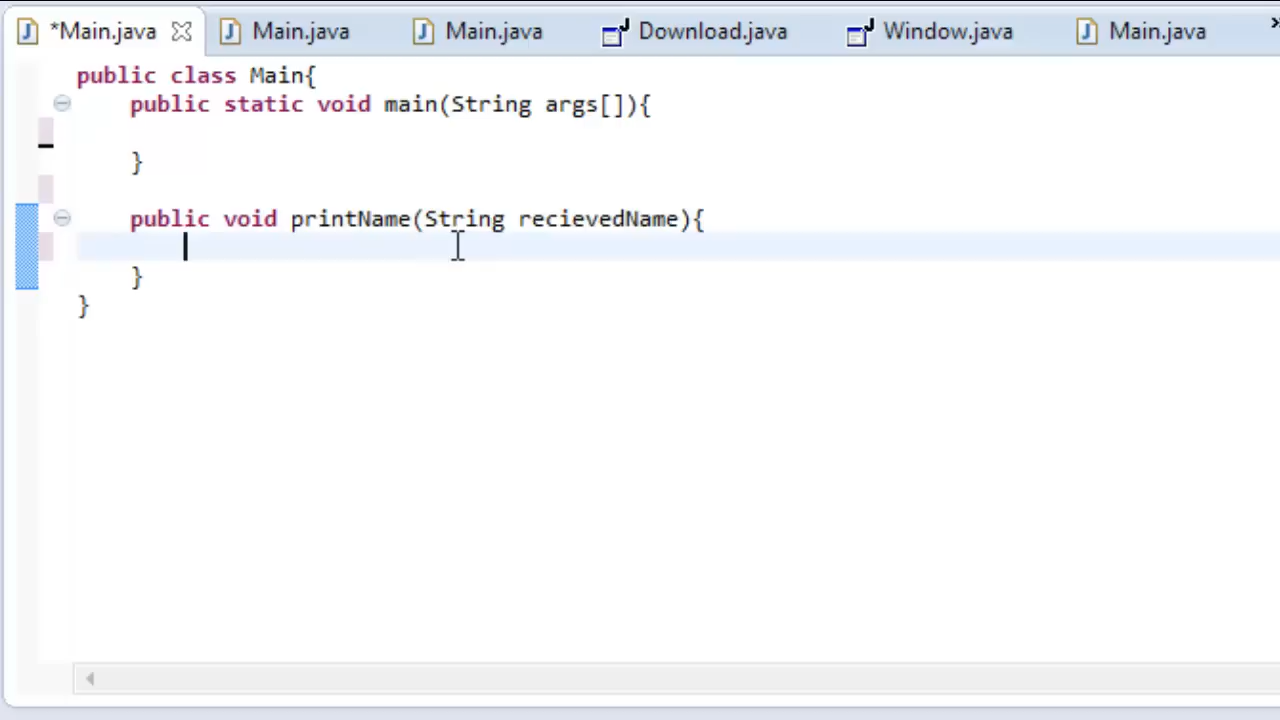 *Main.java Main.java Main.java Download.java Window.java Main.java
public class Main{
public static void main(String args[]){
}
public void printName(String recievedName){
}
}